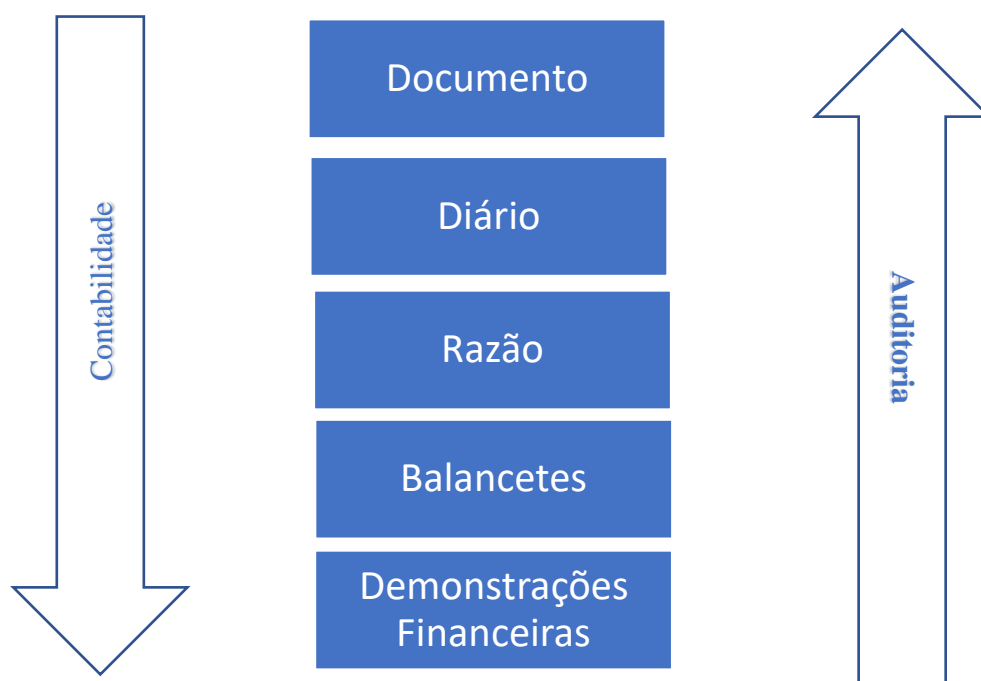 Contabilidade
Documento
Diário
Razão
Balancetes
Demonstrações
Financeiras
Auditoria